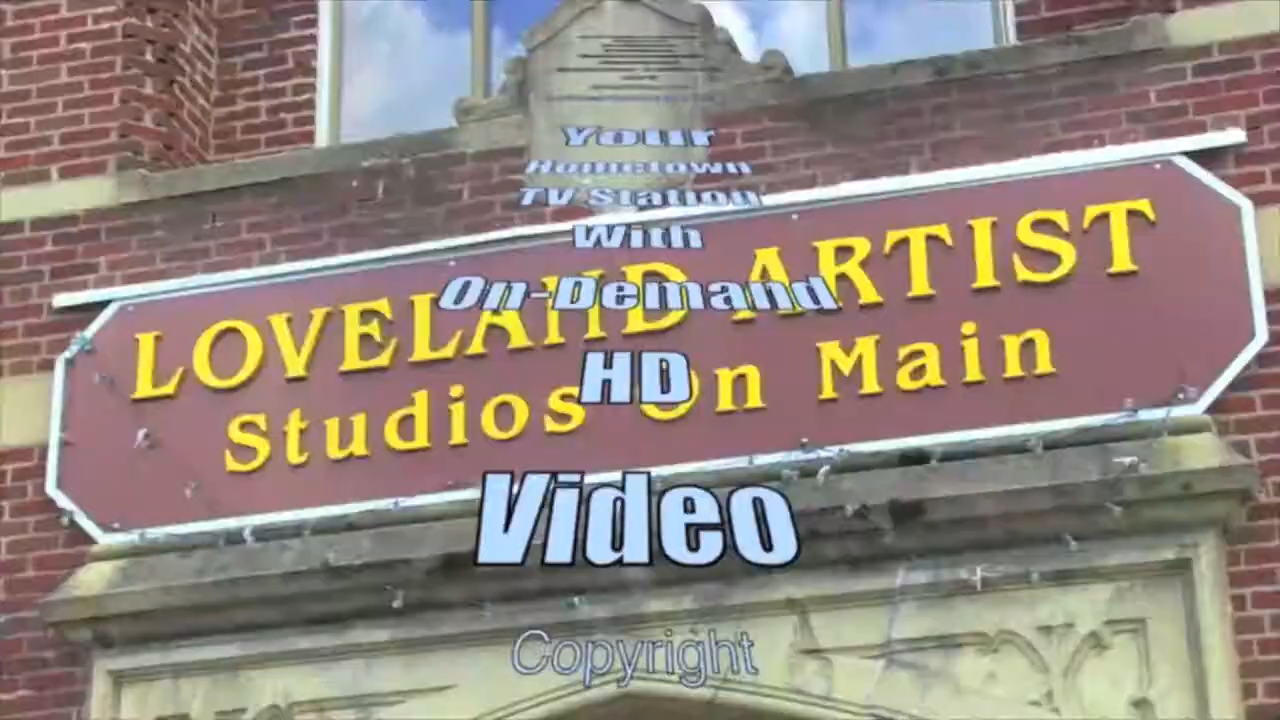 Your
Hometown
TV Station
With
On-Demand
HD
Video
LOVELAND ARTIST
Studios On Main
Copyright